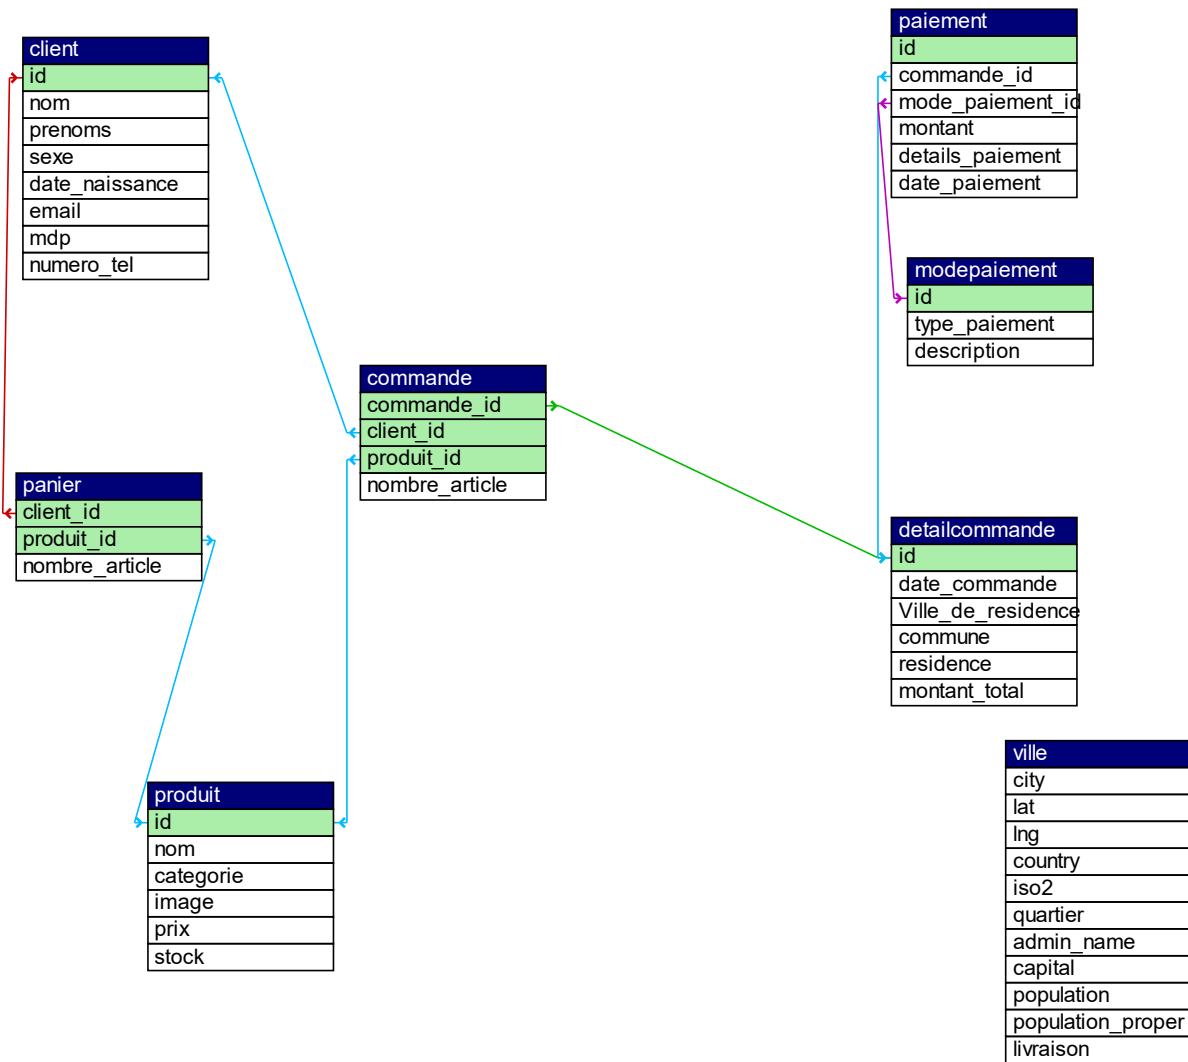 client
id
nom
prenoms
sexe
date_naissance
email
mdp
numero_tel
paiement
id
commande_id
mode_paiement_id
montant
details_paiement
date_paiement
modepaiement
id
type_paiement
description
commande
commande_id
client_id
produit_id
nombre_article
panier
client_id
produit_id
nombre_article
detailcommande
id
date_commande
Ville_de_residence
commune
residence
montant_total
produit
id
nom
categorie
image
prix
stock
ville
city
lat
lng
country
iso2
quartier
admin_name
capital
population
population_proper
livraison